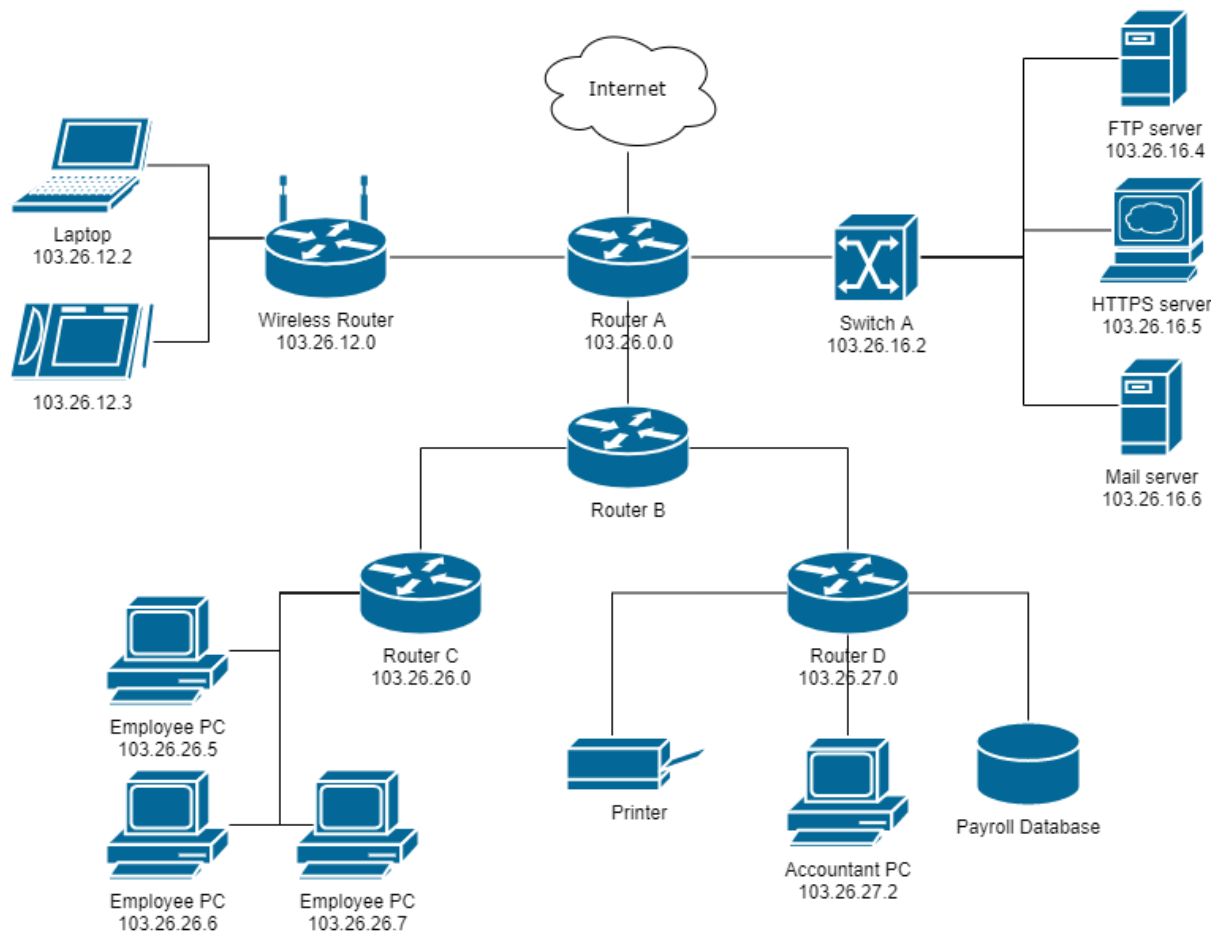 Internet
FTP server
103.26.16.4
Laptop
103.26.12.2
HTTPS server
103.26.16.5
Wireless Router
103.26.12.0
Router A
103.26.0.0
Switch A
103.26.16.2
103.26.12.3
Mail server
103.26.16.6
Router B
Router C
103.26.26.0
Router D
103.26.27.0
Employee PC
103.26.26.5
Printer
Payroll Database
Accountant PC
103.26.27.2
Employee PC
103.26.26.6
Employee PC
103.26.26.7